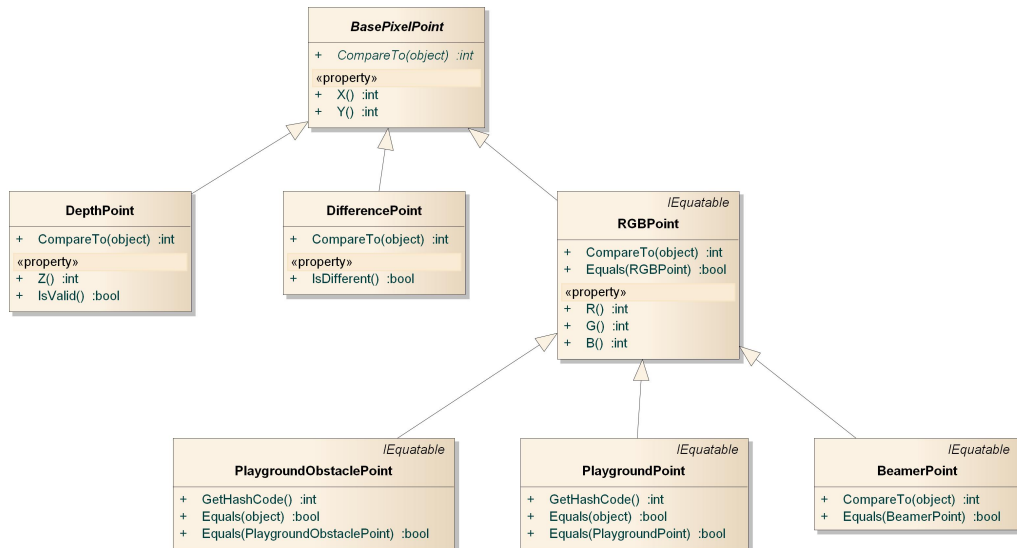 BasePixelPoint
+ CompareTo(object) :int
«property»
+ X() :int
+ Y() :int
DepthPoint
+ CompareTo(object) :int
«property»
+ Z() :int
+ IsValid() :bool
DifferencePoint
+ CompareTo(object) :int
«property»
+ IsDifferent() :bool
IEquatable
RGBPoint
+ CompareTo(object) :int
+ Equals(RGBPoint) :bool
«property»
+ R() :int
+ G() :int
+ B() :int
IEquatable
PlaygroundObstaclePoint
+ GetHashCode() :int
+ Equals(object) :bool
+ Equals(PlaygroundObstaclePoint) :bool
IEquatable
PlaygroundPoint
+ GetHashCode() :int
+ Equals(object) :bool
+ Equals(PlaygroundPoint) :bool
IEquatable
BeamerPoint
+ CompareTo(object) :int
+ Equals(BeamerPoint) :bool